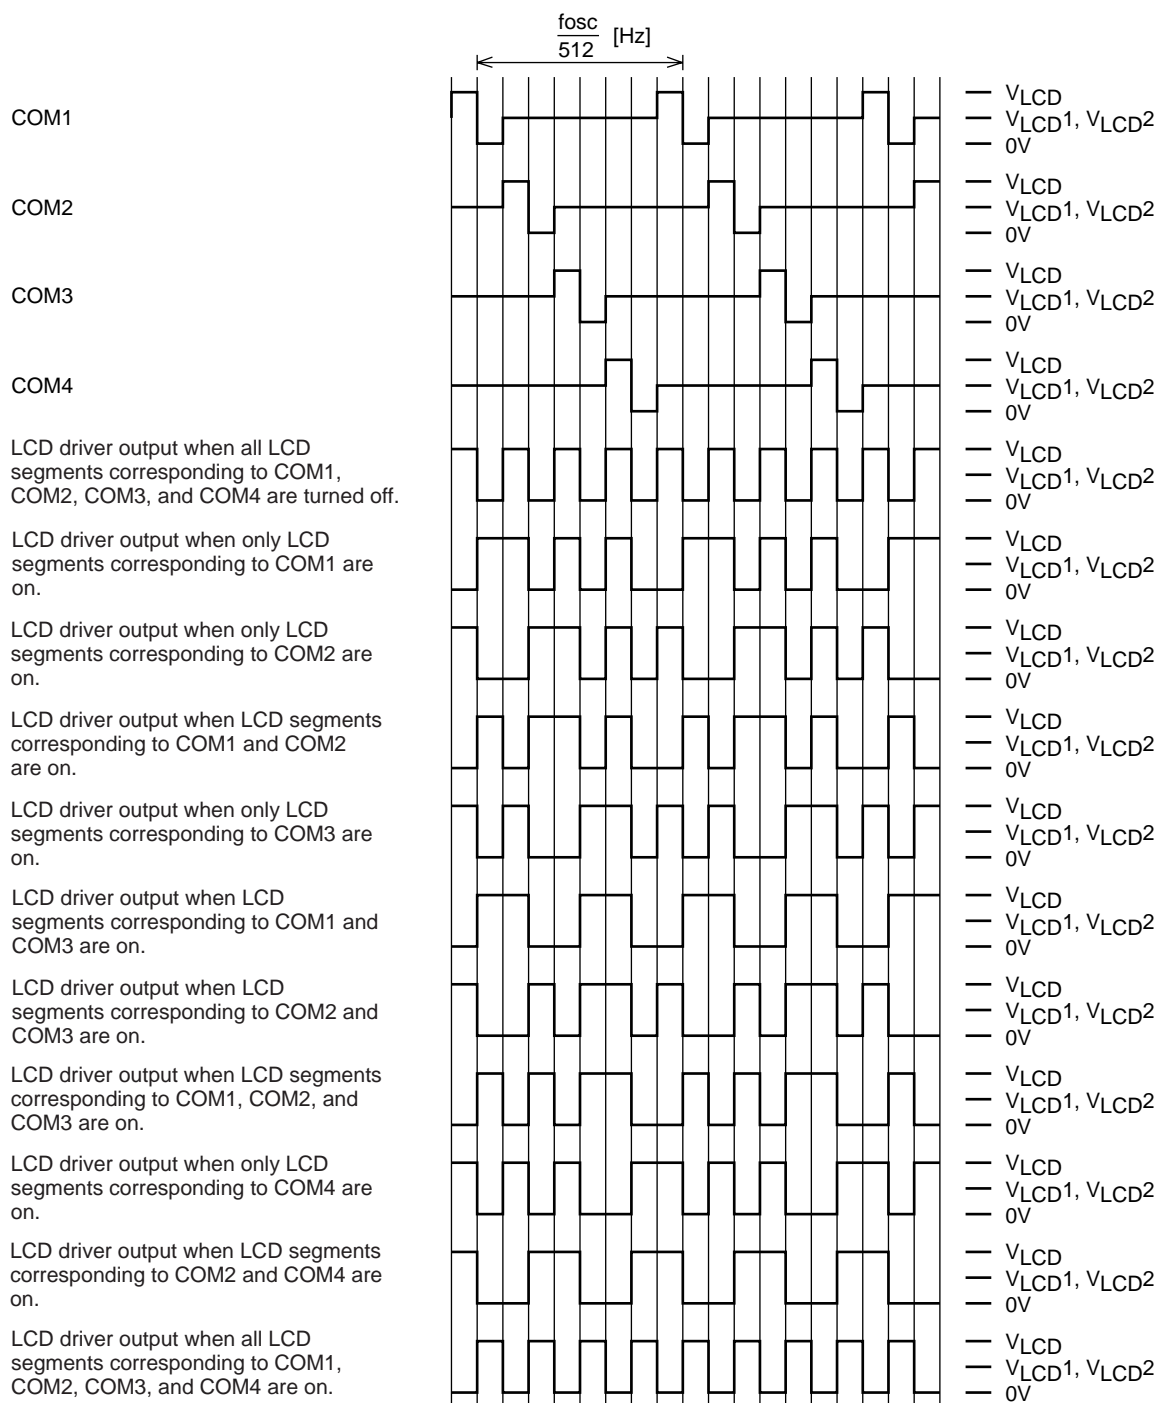 fosc
512 [Hz]
COM1
VLCD
VLCD1, VLCD2
0V
COM2
VLCD
VLCD1, VLCD2
0V
COM3
VLCD
VLCD1, VLCD2
0V
COM4
VLCD
VLCD1, VLCD2
0V
LCD driver output when all LCD
segments corresponding to COM1,
COM2, COM3, and COM4 are turned off.
VLCD
VLCD1, VLCD2
0V
LCD driver output when only LCD
segments corresponding to COM1 are
on.
VLCD
VLCD1, VLCD2
0V
LCD driver output when only LCD
segments corresponding to COM2 are
on.
VLCD
VLCD1, VLCD2
0V
LCD driver output when LCD segments
corresponding to COM1 and COM2
are on.
VLCD
VLCD1, VLCD2
0V
LCD driver output when only LCD
segments corresponding to COM3 are
on.
VLCD
VLCD1, VLCD2
0V
LCD driver output when LCD
segments corresponding to COM1 and
COM3 are on.
VLCD
VLCD1, VLCD2
0V
LCD driver output when LCD
segments corresponding to COM2 and
COM3 are on.
VLCD
VLCD1, VLCD2
0V
LCD driver output when LCD segments
corresponding to COM1, COM2, and
COM3 are on.
VLCD
VLCD1, VLCD2
0V
LCD driver output when only LCD
segments corresponding to COM4 are
on.
VLCD
VLCD1, VLCD2
0V
LCD driver output when LCD segments
corresponding to COM2 and COM4 are
on.
VLCD
VLCD1, VLCD2
0V
LCD driver output when all LCD
segments corresponding to COM1,
COM2, COM3, and COM4 are on.
VLCD
VLCD1, VLCD2
0V